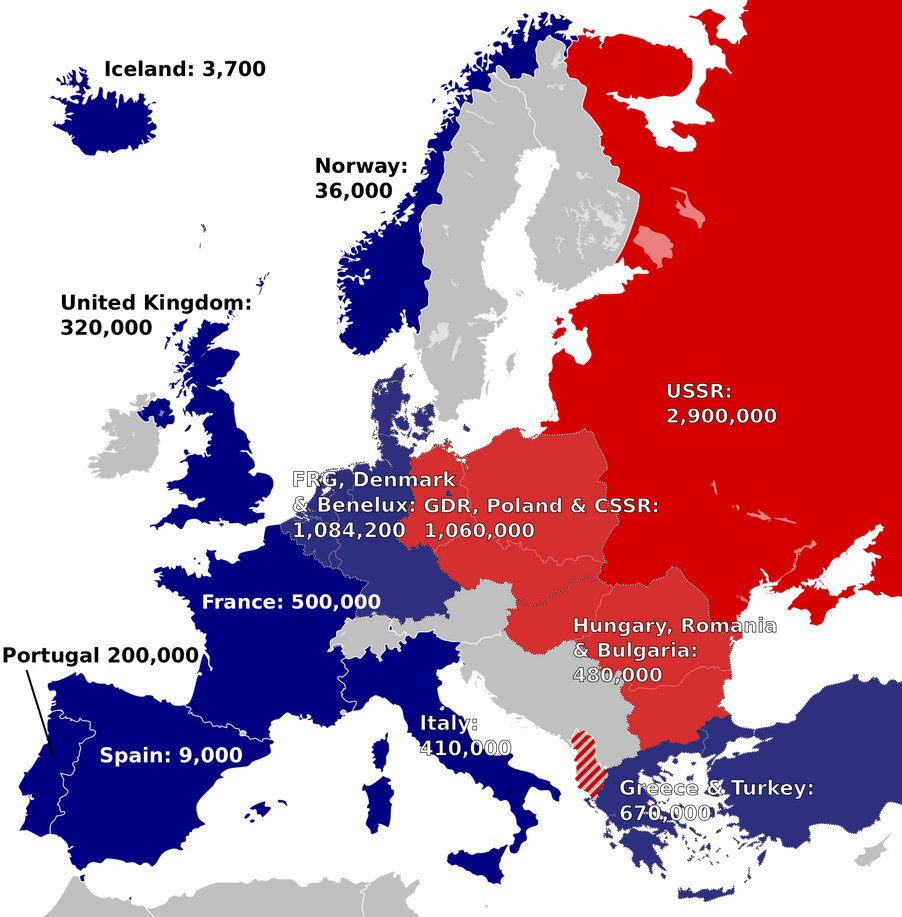 Iceland: 3,700
Norway:
36,000
United Kingdom:
320,000
USSR:
2,900,000
FRG, Denmark
& Benelux:
1,084,200
GDR, Poland & CSSR:
1,060,000
France: 500,000
Hungary, Romania
& Bulgaria:
480,000
Portugal 200,000
Spain: 9,000
Italy:
410,000
Greece & Turkey:
670,000